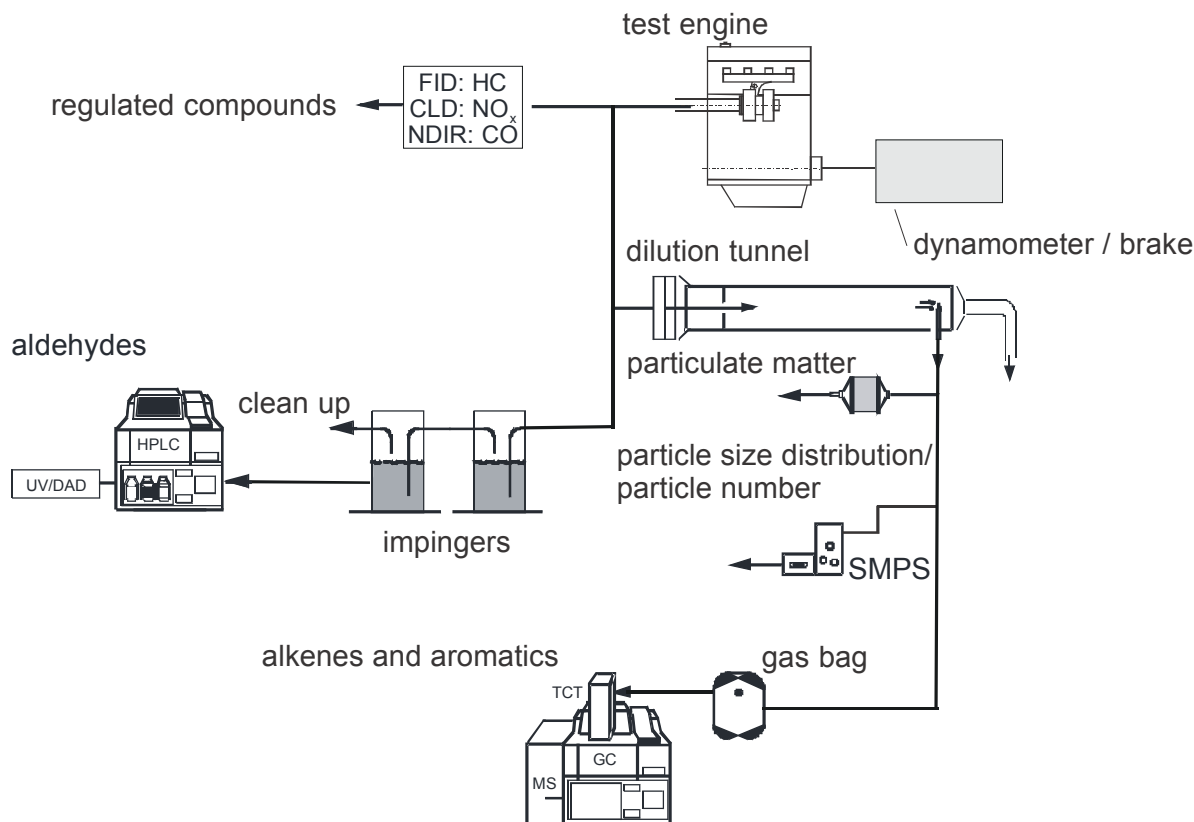 test engine
regulated compounds
FID: HC
CLD: NOₓ
NDIR: CO
dynamometer / brake
dilution tunnel
aldehydes
particulate matter
clean up
HPLC
UV/DAD
particle size distribution/
particle number
impingers
SMPS
alkenes and aromatics
gas bag
TCT
GC
MS